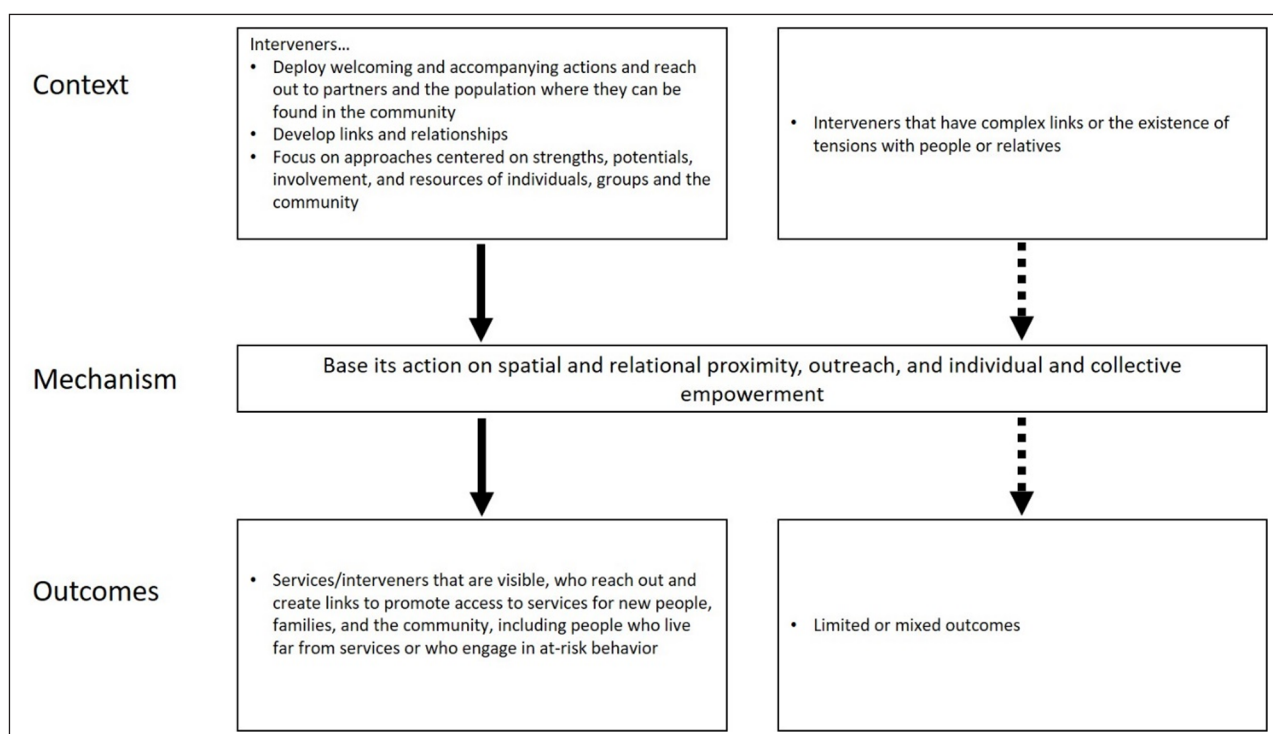 Context
Interveners...
• Deploy welcoming and accompanying actions and reach
out to partners and the population where they can be
found in the community
• Develop links and relationships
• Focus on approaches centered on strengths, potentials,
involvement, and resources of individuals, groups and the
community
• Interveners that have complex links or the existence of
tensions with people or relatives
Mechanism
Base its action on spatial and relational proximity, outreach, and individual and collective
empowerment
Outcomes
• Services/interveners that are visible, who reach out and
create links to promote access to services for new people,
families, and the community, including people who live
far from services or who engage in at-risk behavior
• Limited or mixed outcomes